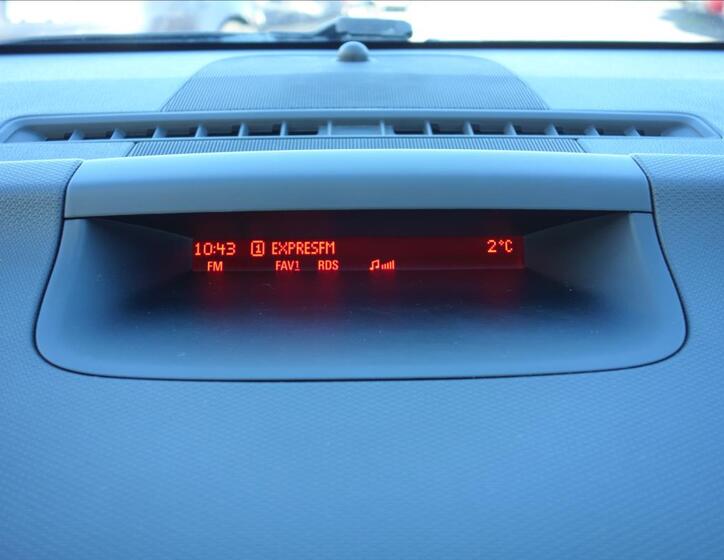 10:43 1 EXPRESFM 2°C
FM FAV1 RDS